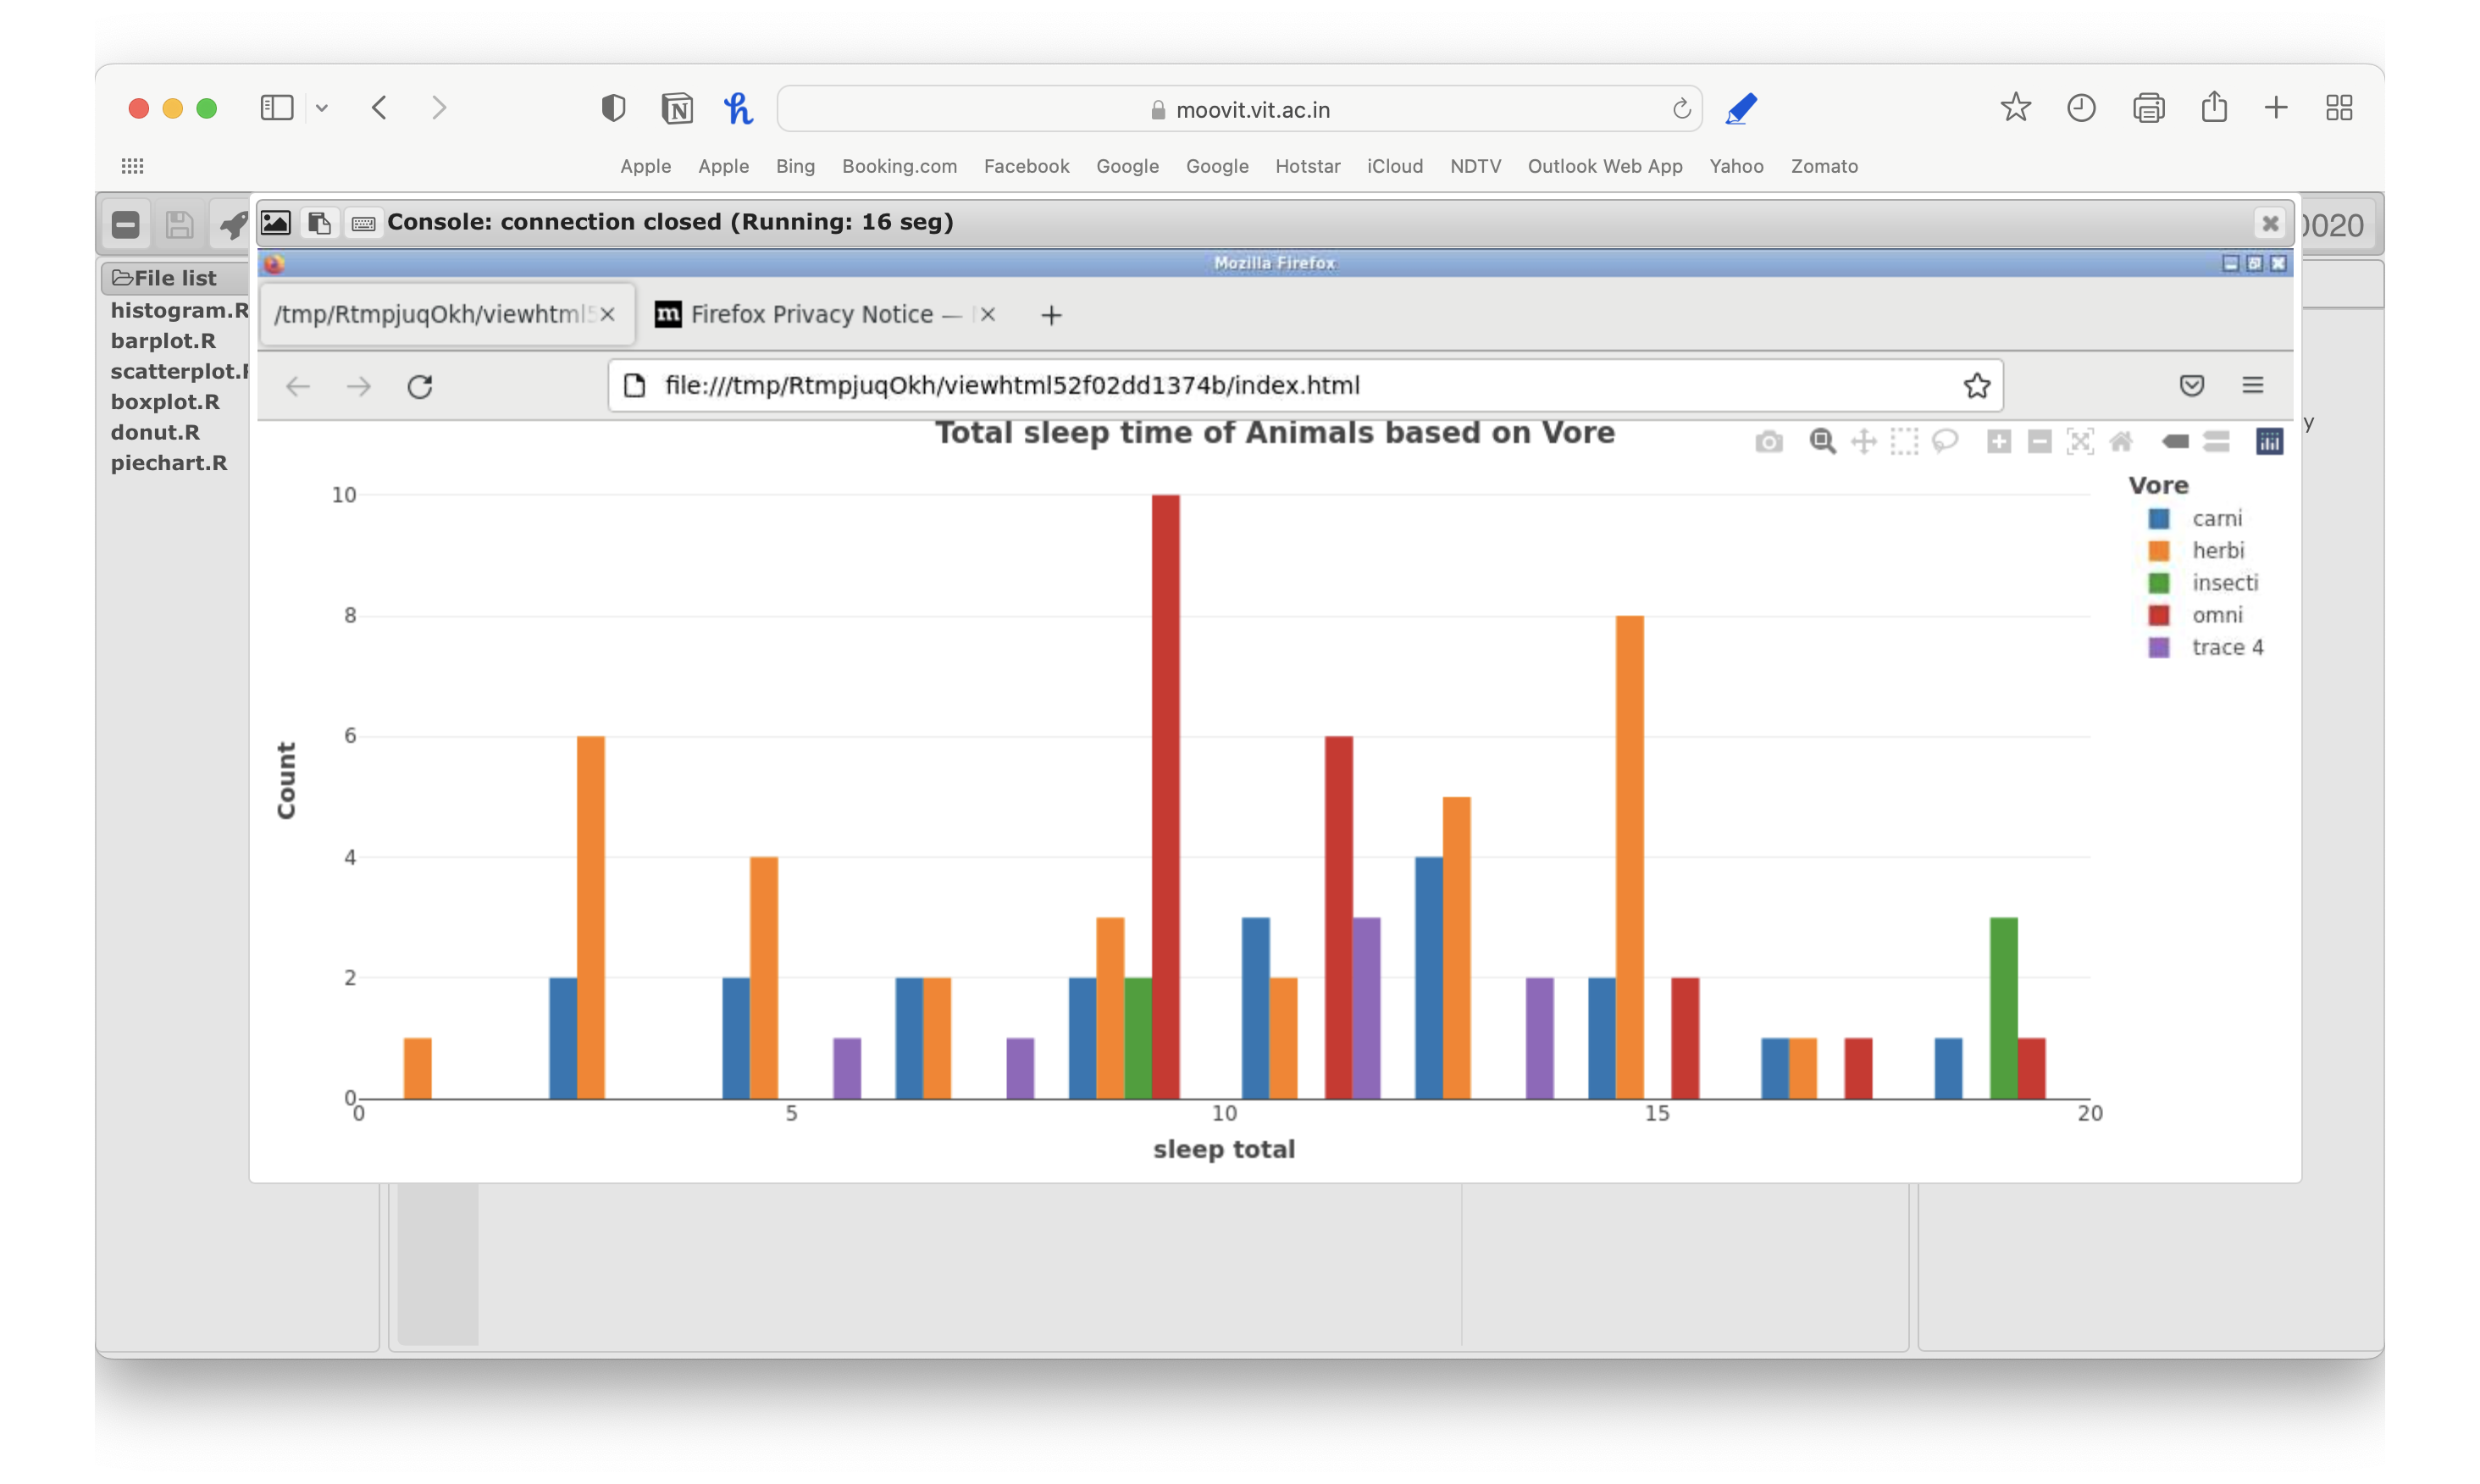 moovit.vit.ac.in
Apple Apple Bing Booking.com Facebook Google Google Hotstar iCloud NDTV Outlook Web App Yahoo Zomato
Console: connection closed (Running: 16 seg)
0020
File list
histogram.R
barplot.R
scatterplot.R
boxplot.R
donut.R
piechart.R
y
Mozilla Firefox
/tmp/RtmpjuqOkh/viewhtml5
Firefox Privacy Notice —
file:///tmp/RtmpjuqOkh/viewhtml52f02dd1374b/index.html
Total sleep time of Animals based on Vore
Vore
carni
herbi
insecti
omni
trace 4
Count
10
8
6
4
2
0
0 5 10 15 20
sleep total